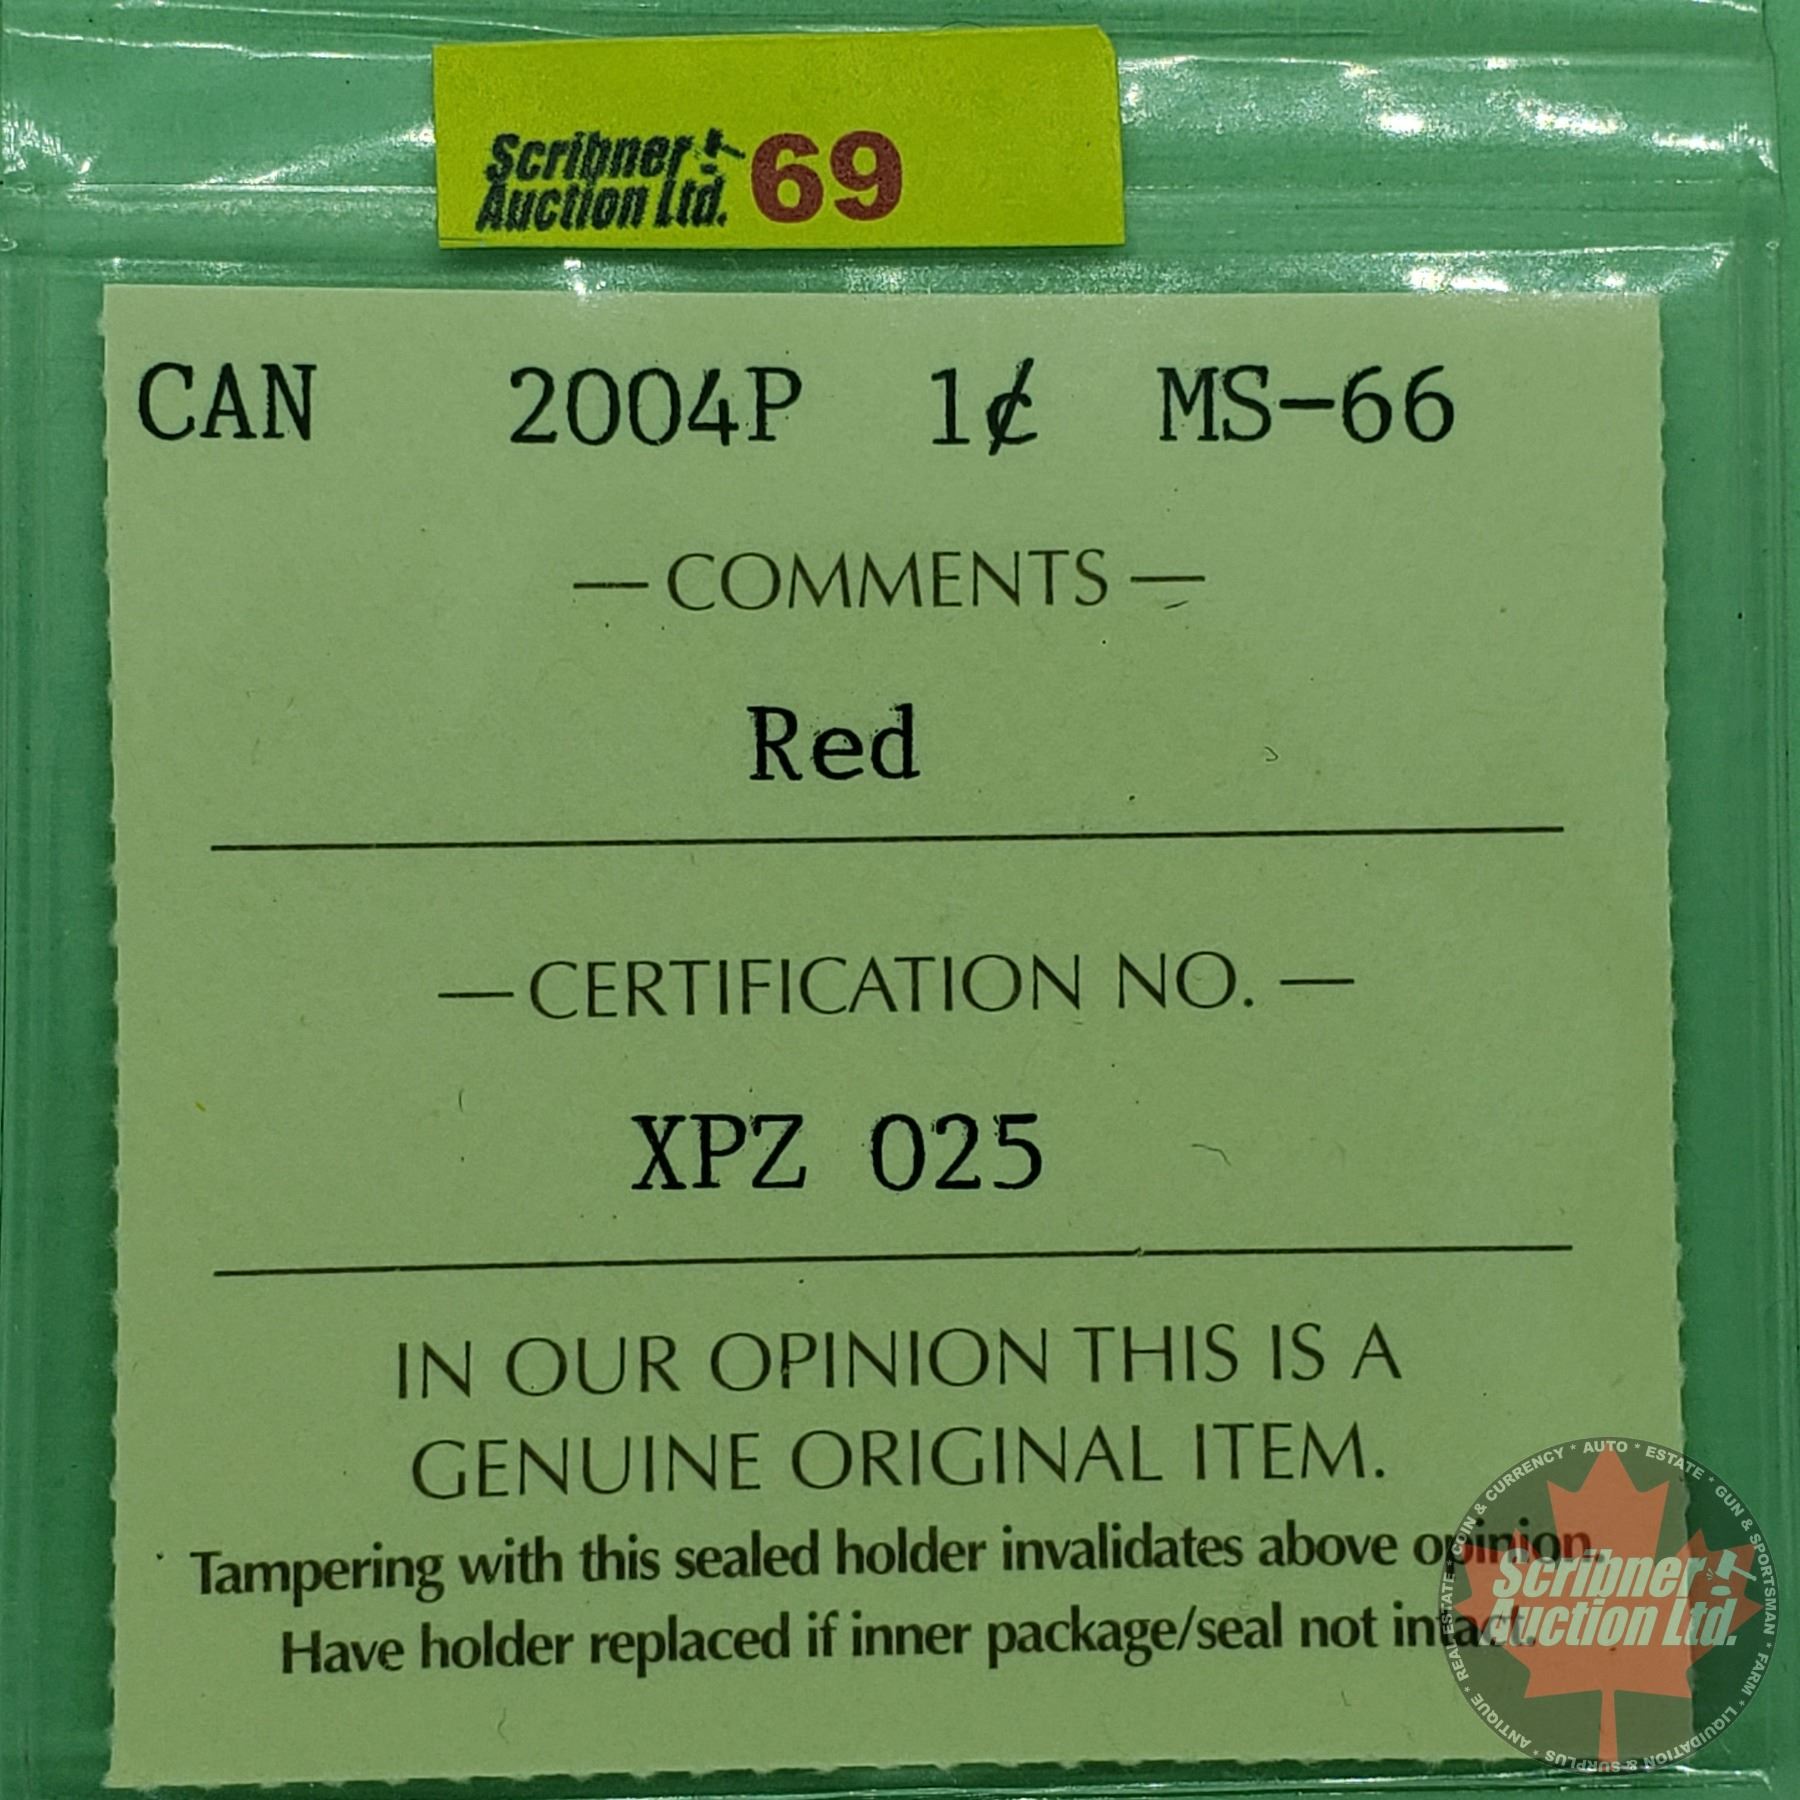 Scribner
Auction Ltd. 69
CAN 2004P 1¢ MS-66
— COMMENTS —
Red
— CERTIFICATION NO. —
XPZ 025
IN OUR OPINION THIS IS A
GENUINE ORIGINAL ITEM.
Tampering with this sealed holder invalidates above opinion.
Have holder replaced if inner package/seal not intact.
Scribner
Auction Ltd.
REAL ESTATE * COIN & CURRENCY * AUTO * ESTATE * GUN & SPORTSMAN * FARM * LIQUIDATION & SURPLUS * ANTIQUE *